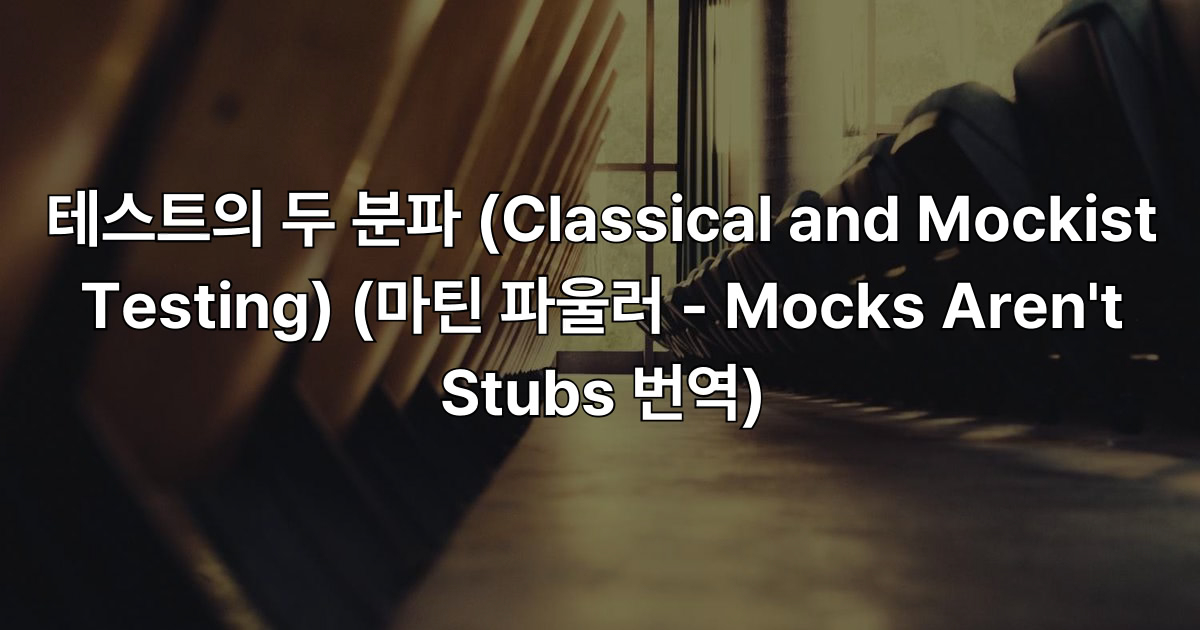 테스트의 두 분파 (Classical and Mockist
Testing) (마틴 파울러 - Mocks Aren't
Stubs 번역)